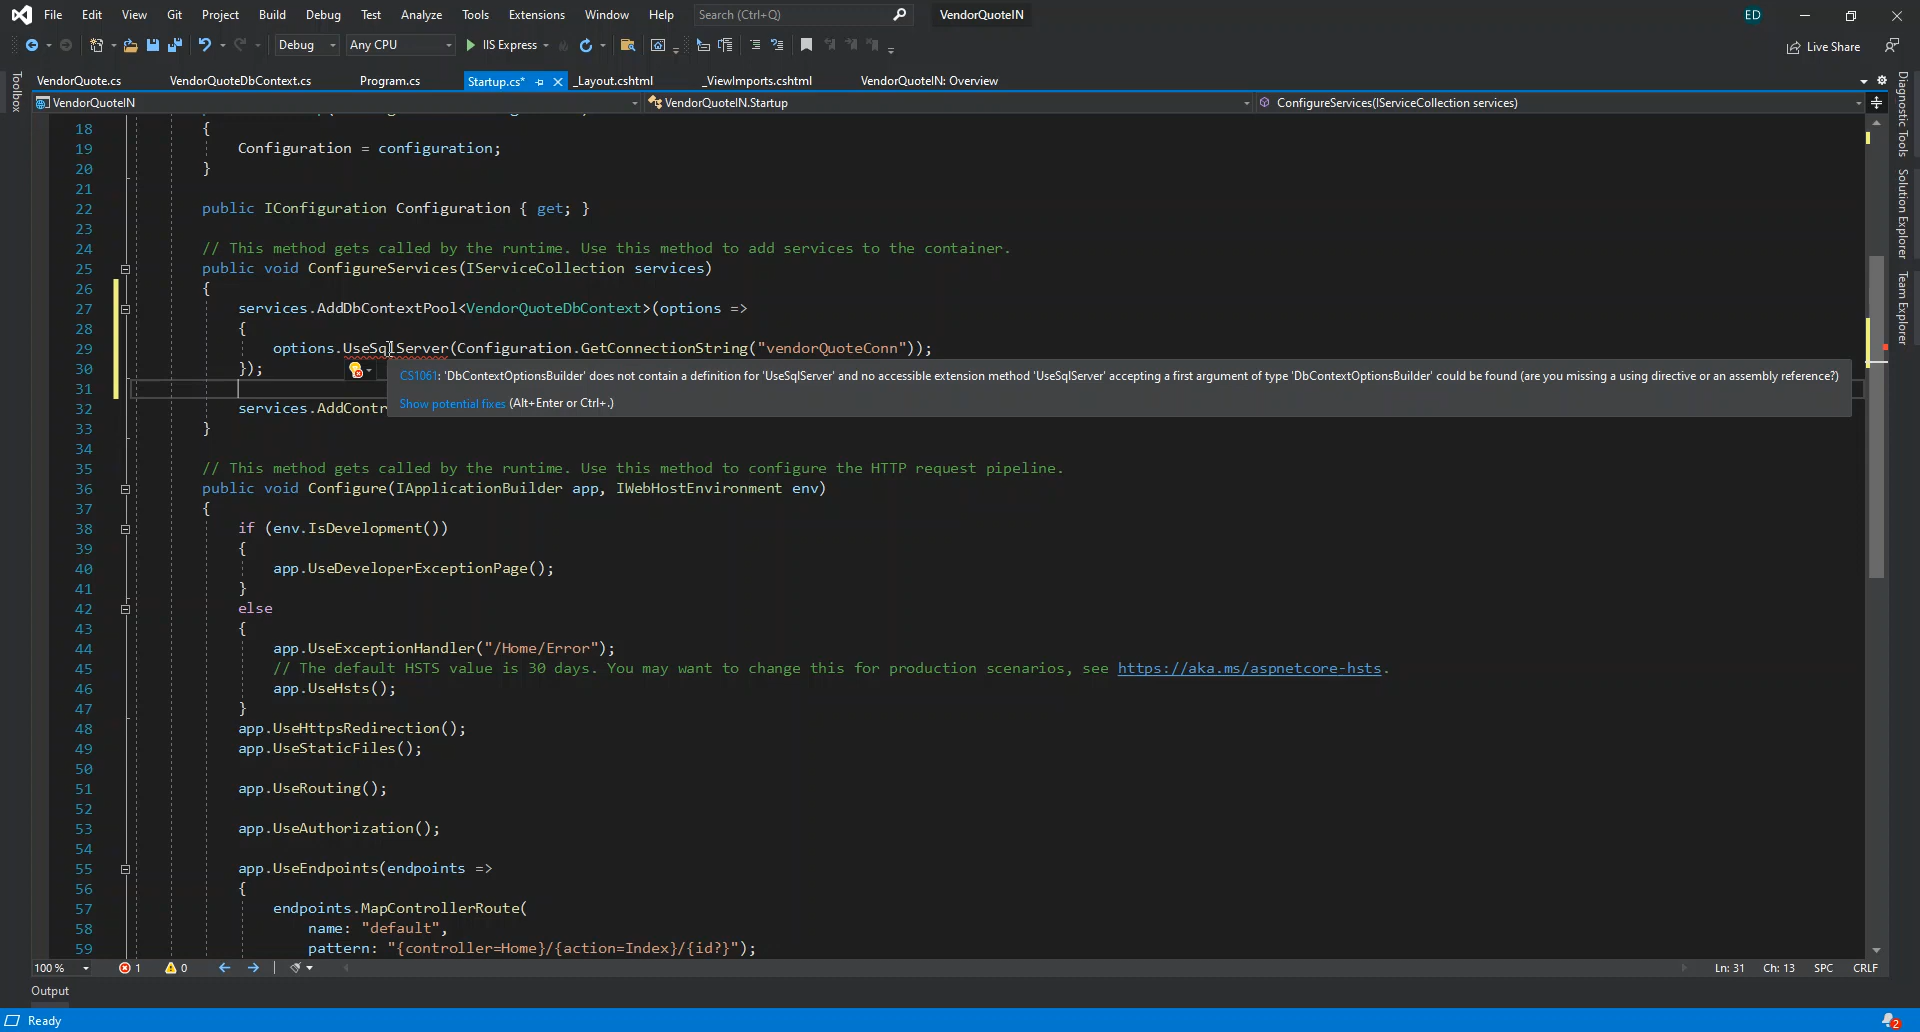 File Edit View Git Project Build Debug Test Analyze Tools Extensions Window Help Search (Ctrl+Q) VendorQuoteIN ED
Debug Any CPU IIS Express Live Share
VendorQuote.cs VendorQuoteDbContext.cs Program.cs Startup.cs* _Layout.cshtml _ViewImports.cshtml VendorQuoteIN: Overview
VendorQuoteIN VendorQuoteIN.Startup ConfigureServices(IServiceCollection services)
Toolbox
Diagnostic Tools
Solution Explorer
Team Explorer
18 {
19 Configuration = configuration;
20 }
21
22 public IConfiguration Configuration { get; }
23
24 // This method gets called by the runtime. Use this method to add services to the container.
25 public void ConfigureServices(IServiceCollection services)
26 {
27 services.AddDbContextPool<VendorQuoteDbContext>(options =>
28 {
29 options.UseSqlServer(Configuration.GetConnectionString("vendorQuoteConn"));
30 });
CS1061: 'DbContextOptionsBuilder' does not contain a definition for 'UseSqlServer' and no accessible extension method 'UseSqlServer' accepting a first argument of type 'DbContextOptionsBuilder' could be found (are you missing a using directive or an assembly reference?)
31
Show potential fixes (Alt+Enter or Ctrl+.)
32 services.AddContr
33 }
34
35 // This method gets called by the runtime. Use this method to configure the HTTP request pipeline.
36 public void Configure(IApplicationBuilder app, IWebHostEnvironment env)
37 {
38 if (env.IsDevelopment())
39 {
40 app.UseDeveloperExceptionPage();
41 }
42 else
43 {
44 app.UseExceptionHandler("/Home/Error");
45 // The default HSTS value is 30 days. You may want to change this for production scenarios, see https://aka.ms/aspnetcore-hsts.
46 app.UseHsts();
47 }
48 app.UseHttpsRedirection();
49 app.UseStaticFiles();
50
51 app.UseRouting();
52
53 app.UseAuthorization();
54
55 app.UseEndpoints(endpoints =>
56 {
57 endpoints.MapControllerRoute(
58 name: "default",
59 pattern: "{controller=Home}/{action=Index}/{id?}");
100 % 1 0 Ln: 31 Ch: 13 SPC CRLF
Output
Ready 2